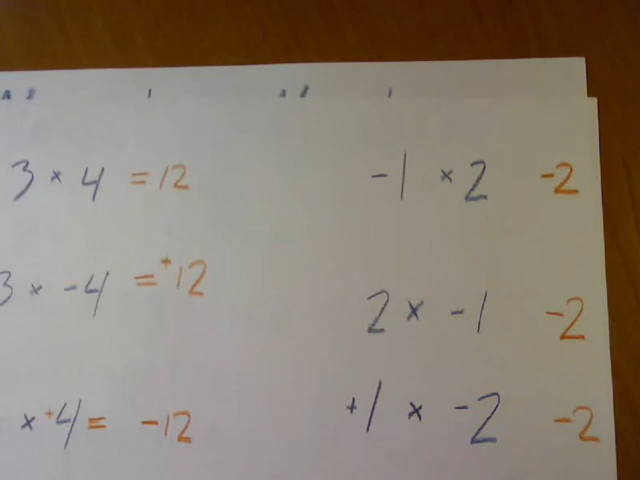 3 × 4 = 12
-1 × 2 -2
3 × -4 = +12
2 × -1 -2
× +4 = -12
+1 × -2 -2